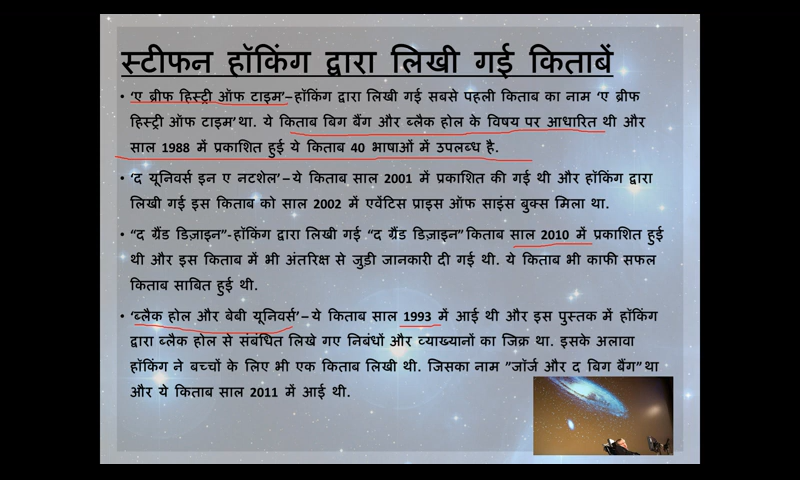 स्टीफन हॉकिंग द्वारा लिखी गई किताबें
• ‘ए ब्रीफ हिस्ट्री ऑफ टाइम’–हॉकिंग द्वारा लिखी गई सबसे पहली किताब का नाम ‘ए ब्रीफ
हिस्ट्री ऑफ टाइम’था. ये किताब बिग बैंग और ब्लैक होल के विषय पर आधारित थी और
साल 1988 में प्रकाशित हुई ये किताब 40 भाषाओं में उपलब्ध है.
• ‘द यूनिवर्स इन ए नटशेल’–ये किताब साल 2001 में प्रकाशित की गई थी और हॉकिंग द्वारा
लिखी गई इस किताब को साल 2002 में एवेंटिस प्राइस ऑफ साइंस बुक्स मिला था.
• “द ग्रैंड डिज़ाइन”-हॉकिंग द्वारा लिखी गई “द ग्रैंड डिज़ाइन”किताब साल 2010 में प्रकाशित हुई
थी और इस किताब में भी अंतरिक्ष से जुड़ी जानकारी दी गई थी. ये किताब भी काफी सफल
किताब साबित हुई थी.
• ‘ब्लैक होल और बेबी यूनिवर्स’–ये किताब साल 1993 में आई थी और इस पुस्तक में हॉकिंग
द्वारा ब्लैक होल से संबंधित लिखे गए निबंधों और व्याख्यानों का जिक्र था. इसके अलावा
हॉकिंग ने बच्चों के लिए भी एक किताब लिखी थी. जिसका नाम ”जॉर्ज और द बिग बैंग”था
और ये किताब साल 2011 में आई थी.